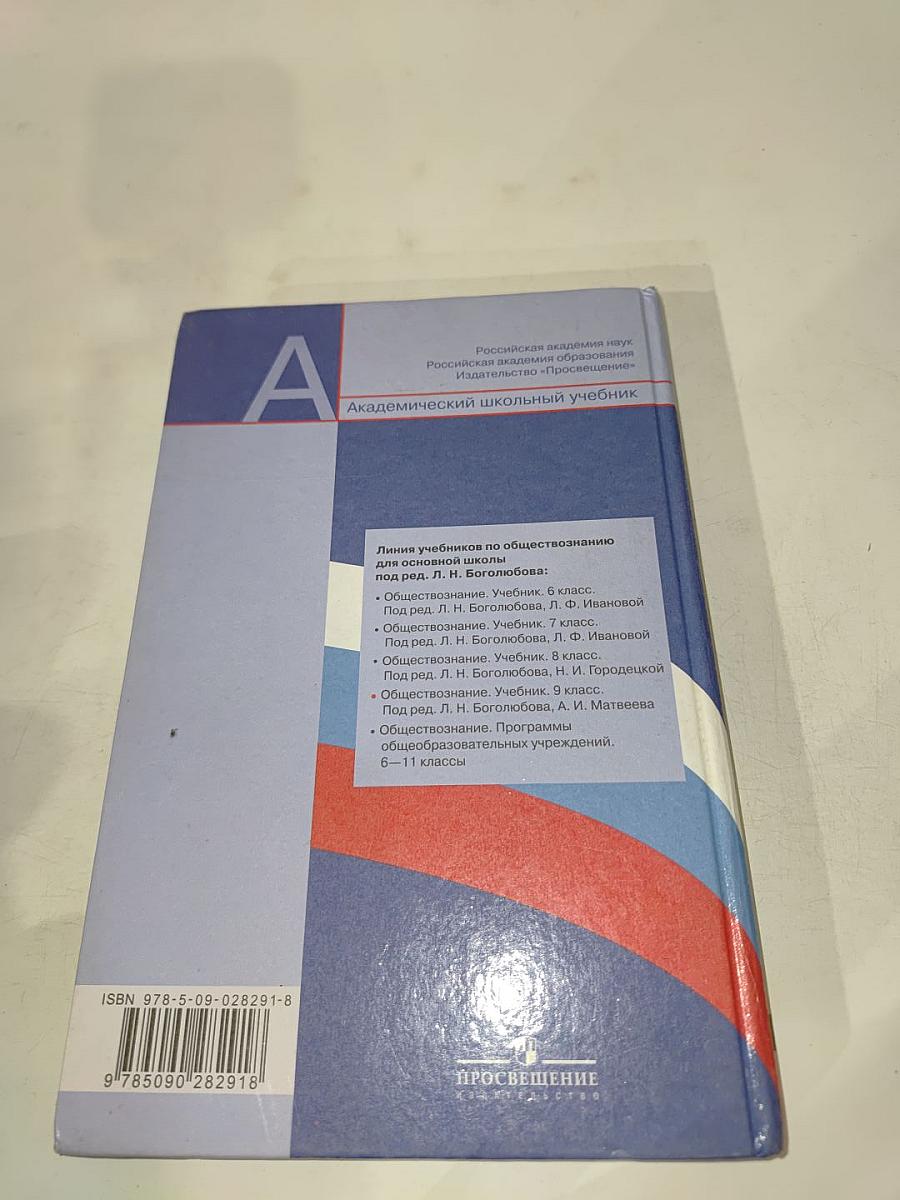 А
Российская академия наук
Российская академия образования
Издательство «Просвещение»
Академический школьный учебник
Линия учебников по обществознанию
для основной школы
под ред. Л. Н. Боголюбова:
• Обществознание. Учебник. 6 класс.
Под ред. Л. Н. Боголюбова, Л. Ф. Ивановой
• Обществознание. Учебник. 7 класс.
Под ред. Л. Н. Боголюбова, Л. Ф. Ивановой
• Обществознание. Учебник. 8 класс.
Под ред. Л. Н. Боголюбова, Н. И. Городецкой
• Обществознание. Учебник. 9 класс.
Под ред. Л. Н. Боголюбова, А. И. Матвеева
• Обществознание. Программы
общеобразовательных учреждений.
6—11 классы
ISBN 978-5-09-028291-8
9 785090 282918
ПРОСВЕЩЕНИЕ
ИЗДАТЕЛЬСТВО